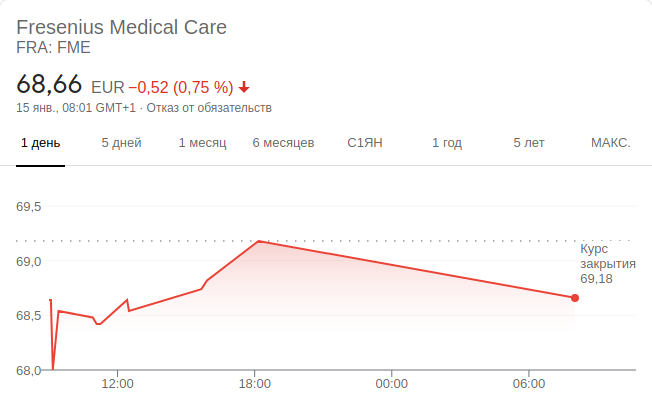 Fresenius Medical Care
FRA: FME
68,66 EUR −0,52 (0,75 %)
15 янв., 08:01 GMT+1 · Отказ от обязательств
1 день 5 дней 1 месяц 6 месяцев С1ЯН 1 год 5 лет МАКС.
69,5
Курс
закрытия
69,0
69,18
68,5
68,0
12:00 18:00 00:00 06:00